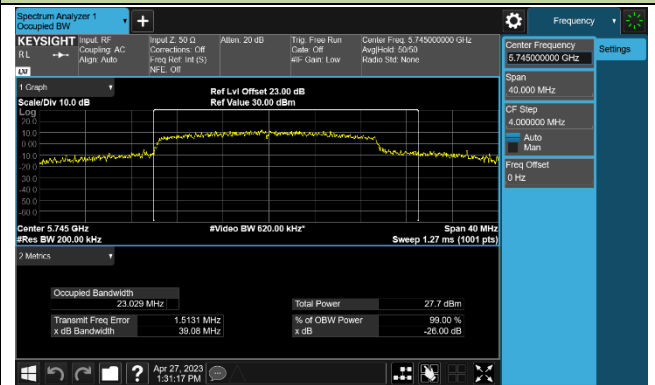 Spectrum Analyzer 1
Occupied BW
Frequency
KEYSIGHT
RL
LXI
Input: RF
Coupling: AC
Align: Auto
Input Z: 50 Ω
Corrections: Off
Freq Ref: Int (S)
NFE: Off
Atten: 20 dB
Trig: Free Run
Gate: Off
#IF Gain: Low
Center Freq: 5.745000000 GHz
Avg|Hold: 50/50
Radio Std: None
Center Frequency
5.745000000 GHz
Settings
Span
40.000 MHz
CF Step
4.000000 MHz
Auto
Man
Freq Offset
0 Hz
1 Graph
Scale/Div 10.0 dB
Ref Lvl Offset 23.00 dB
Ref Value 30.00 dBm
Log
20.0
10.0
0.00
-10.0
-20.0
-30.0
-40.0
-50.0
-60.0
Center 5.745 GHz
#Res BW 200.00 kHz
#Video BW 620.00 kHz*
Span 40 MHz
Sweep 1.27 ms (1001 pts)
2 Metrics
Occupied Bandwidth
23.029 MHz
Total Power
27.7 dBm
Transmit Freq Error
1.5131 MHz
% of OBW Power
99.00 %
x dB Bandwidth
39.08 MHz
x dB
-26.00 dB
Apr 27, 2023
1:31:17 PM